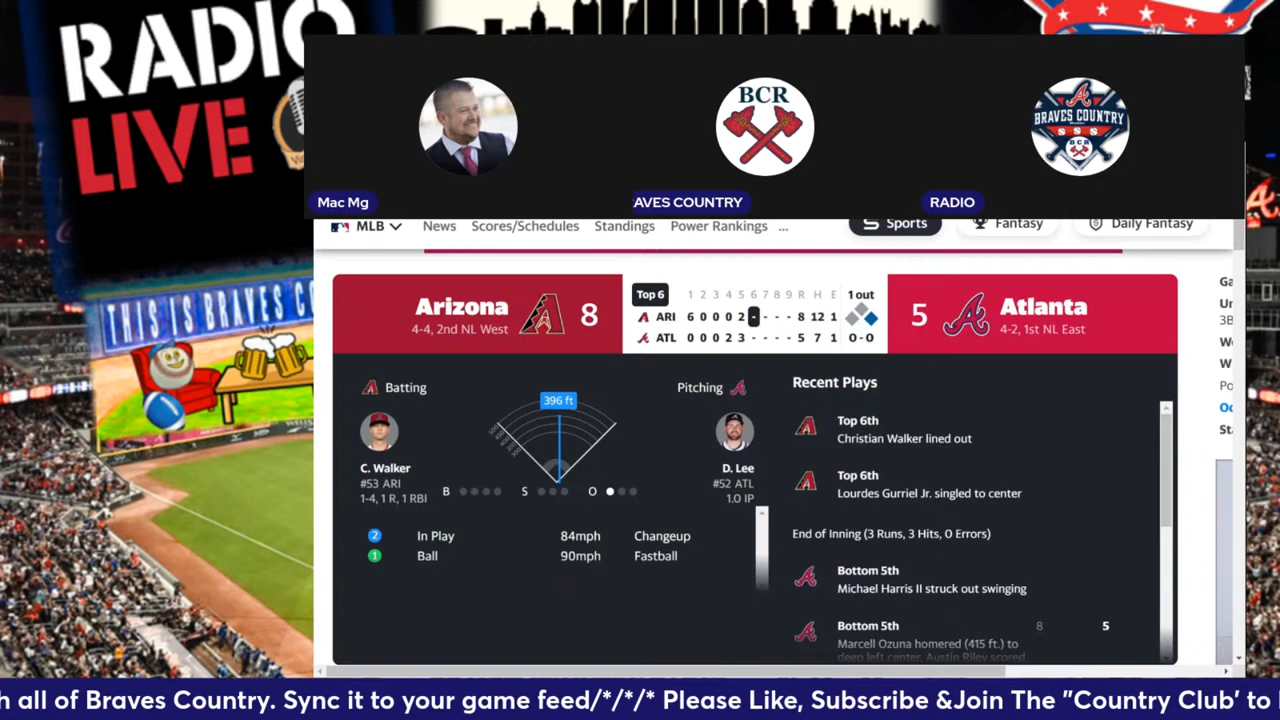 RADIO
LIVE
BCR
BRAVES COUNTRY
BCR
Mac Mg
AVES COUNTRY
RADIO
MLB
News
Scores/Schedules
Standings
Power Rankings
...
Sports
Fantasy
Daily Fantasy
THIS IS BRAVES CO
Arizona
4-4, 2nd NL West
8
Top 6
1 2 3 4 5 6 7 8 9 R H E
ARI 6 0 0 0 2 - - - - 8 12 1
ATL 0 0 0 2 3 - - - - 5 7 1
1 out
0-0
5
Atlanta
4-2, 1st NL East
Ga
Un
3B
We
W
Po
Oc
Sta
Batting
C. Walker
#53 ARI
1-4, 1 R, 1 RBI
396 ft
B
S
O
Pitching
D. Lee
#52 ATL
1.0 IP
2 In Play 84mph Changeup
1 Ball 90mph Fastball
Recent Plays
Top 6th
Christian Walker lined out
Top 6th
Lourdes Gurriel Jr. singled to center
End of Inning (3 Runs, 3 Hits, 0 Errors)
Bottom 5th
Michael Harris II struck out swinging
Bottom 5th 8 5
Marcell Ozuna homered (415 ft.) to
deep left center, Austin Riley scored
h all of Braves Country. Sync it to your game feed/*/*/* Please Like, Subscribe &Join The "Country Club' to